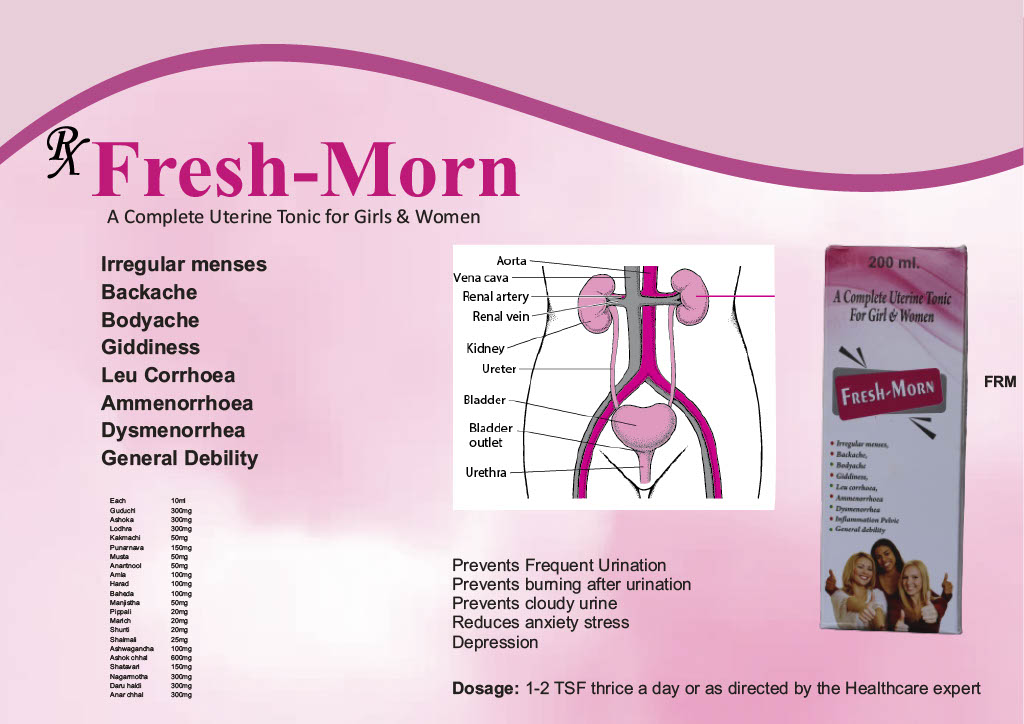 Rx Fresh-Morn
A Complete Uterine Tonic for Girls & Women
Irregular menses
Backache
Bodyache
Giddiness
Leu Corrhoea
Ammenorrhoea
Dysmenorrhea
General Debility
Each 10ml
Guduchi 300mg
Ashoka 300mg
Lodhra 300mg
Kakmachi 50mg
Punarnava 150mg
Musta 50mg
Anantnool 50mg
Amla 100mg
Harad 100mg
Baheda 100mg
Manjistha 50mg
Pippali 20mg
Marich 20mg
Shunti 20mg
Shalmali 25mg
Ashwagandha 100mg
Ashok chhal 600mg
Shatavari 150mg
Nagarmotha 300mg
Daru haldi 300mg
Anar chhal 300mg
Aorta
Vena cava
Renal artery
Renal vein
Kidney
Ureter
Bladder
Bladder
outlet
Urethra
Prevents Frequent Urination
Prevents burning after urination
Prevents cloudy urine
Reduces anxiety stress
Depression
Dosage: 1-2 TSF thrice a day or as directed by the Healthcare expert
200 ml.
A Complete Uterine Tonic
For Girl & Women
FRESH-MORN
Irregular menses,
Backache,
Bodyache
Giddiness,
Leu corrhoea,
Ammenorrhoea
Dysmenorrhea
Inflammation Pelvic
General debility
FRM